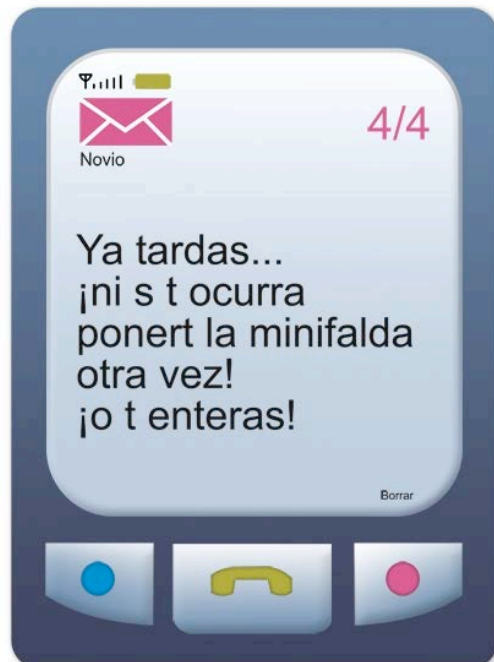 4/4
Novio
Ya tardas...
¡ni s t ocurra
ponert la minifalda
otra vez!
¡o t enteras!
Borrar